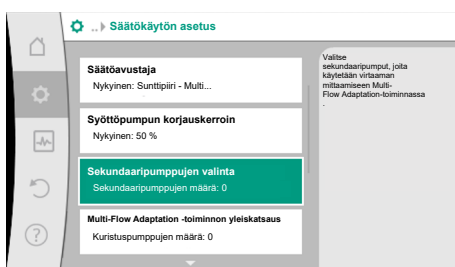 .. Säätökäytön asetus
Säätöavustaja
Nykyinen: Sunttipiiri - Multi...
Syöttöpumpun korjauskerroin
Nykyinen: 50 %
Sekundaaripumppujen valinta
Sekundaaripumppujen määrä: 0
Multi-Flow Adaptation -toiminnon yleiskatsaus
Kuristuspumppujen määrä: 0
Valitse
sekundaaripumput, joita
käytetään virtaaman
mittaamiseen Multi-
Flow Adaptation-toiminnassa
.